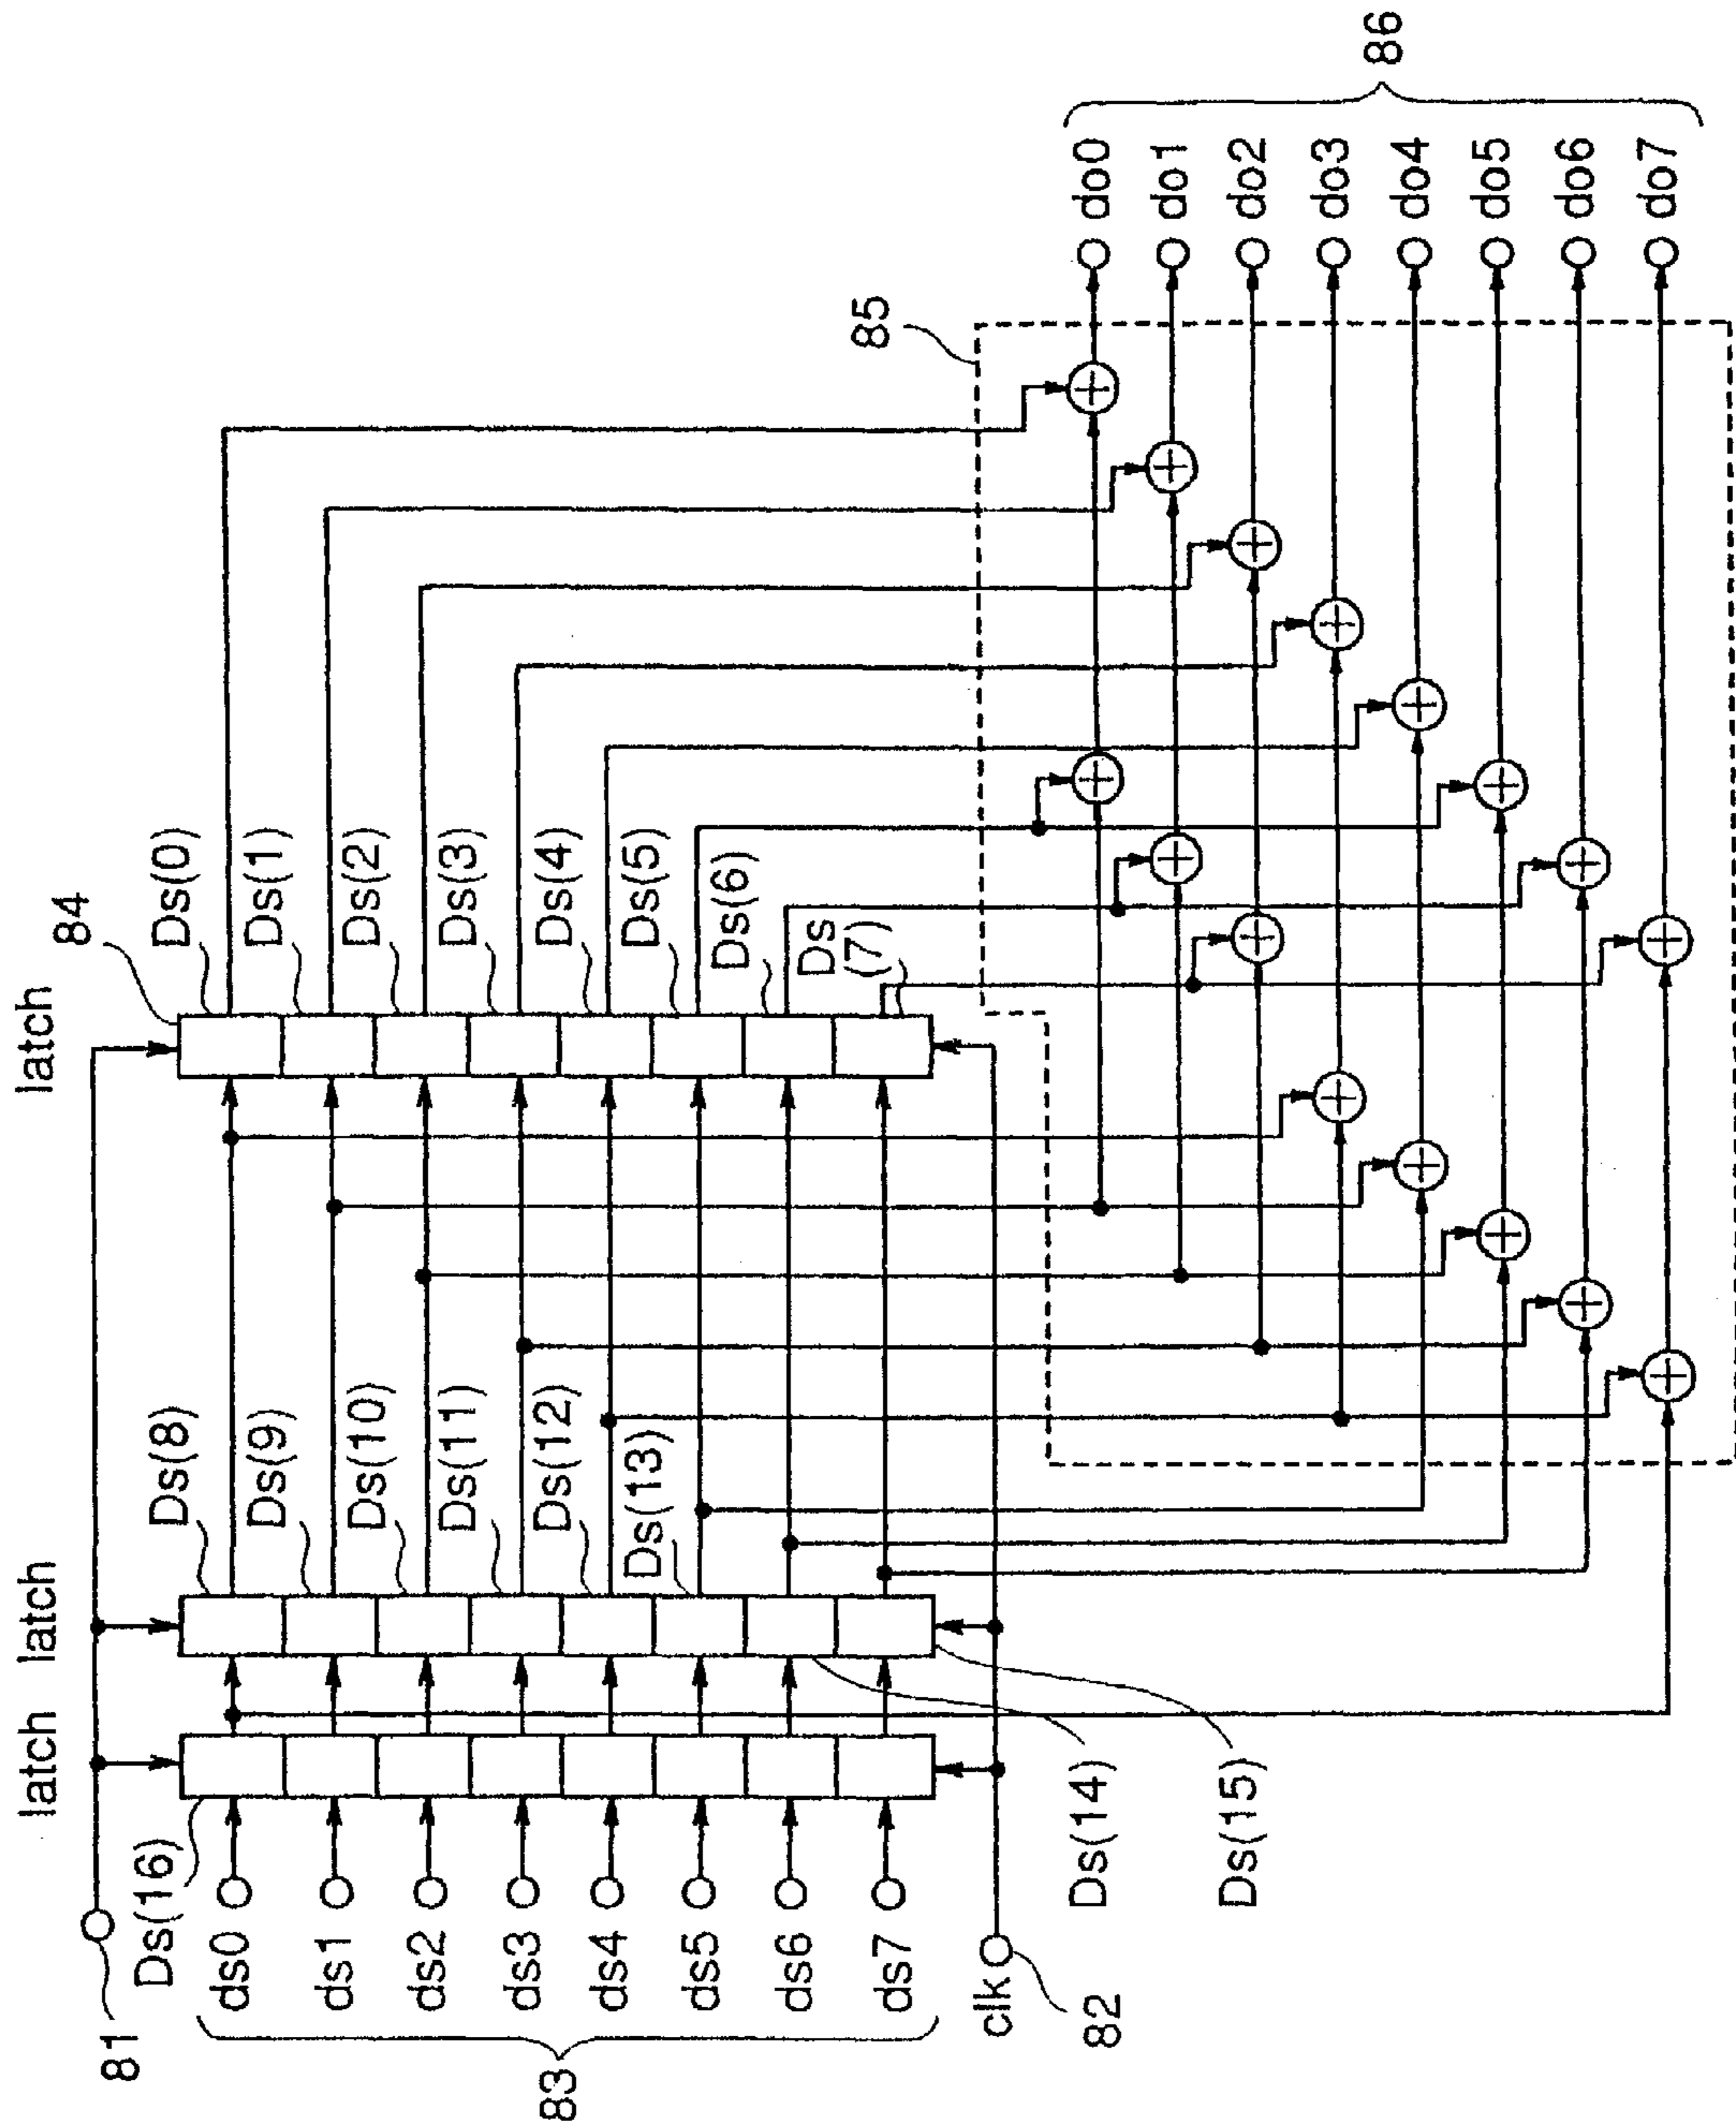 81
latch
latch
latch
84
Ds(16)
Ds(8)
Ds(9)
Ds(10)
Ds(11)
Ds(12)
Ds(13)
Ds(0)
Ds(1)
Ds(2)
Ds(3)
Ds(4)
Ds(5)
Ds(6)
Ds
(7)
83
ds0
ds1
ds2
ds3
ds4
ds5
ds6
ds7
clk
82
Ds(14)
Ds(15)
85
do0
do1
do2
do3
do4
do5
do6
do7
86